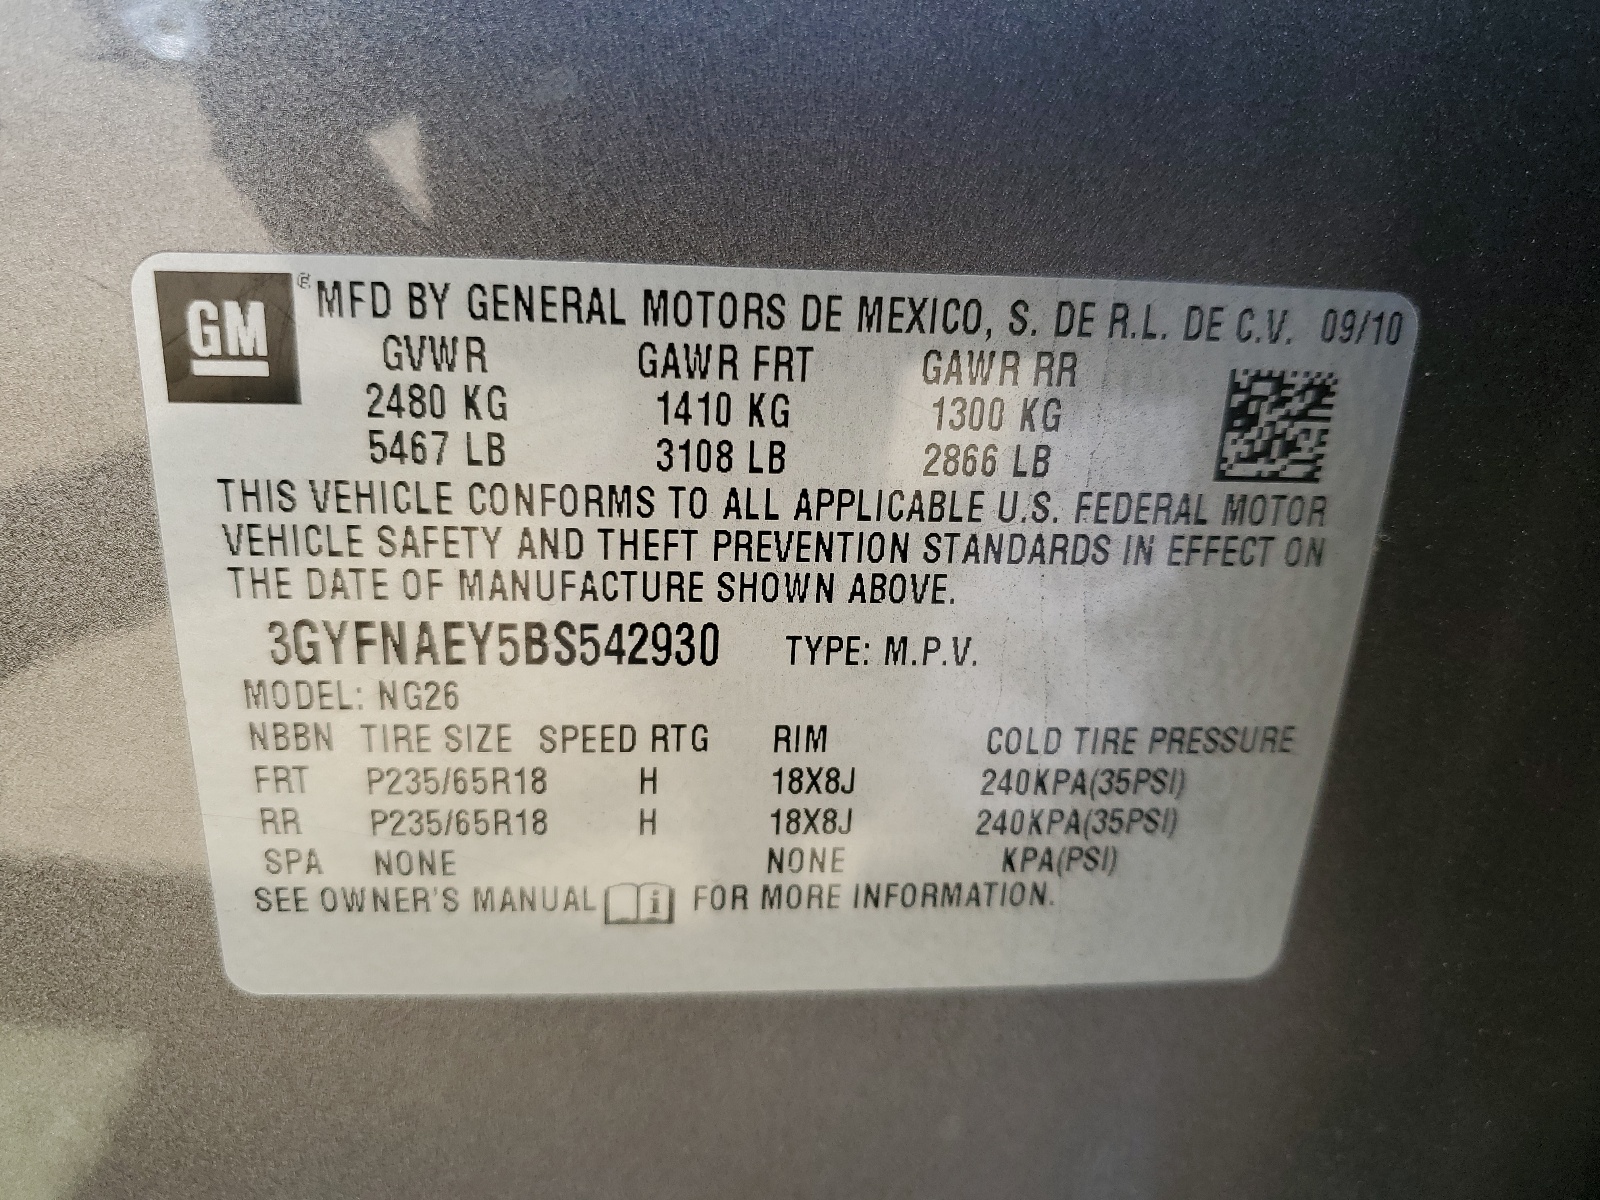 GM ® MFD BY GENERAL MOTORS DE MEXICO, S. DE R.L. DE C.V. 09/10
GVWR GAWR FRT GAWR RR
2480 KG 1410 KG 1300 KG
5467 LB 3108 LB 2866 LB
THIS VEHICLE CONFORMS TO ALL APPLICABLE U.S. FEDERAL MOTOR
VEHICLE SAFETY AND THEFT PREVENTION STANDARDS IN EFFECT ON
THE DATE OF MANUFACTURE SHOWN ABOVE.
3GYFNAEY5BS542930 TYPE: M.P.V.
MODEL: NG26
NBBN TIRE SIZE SPEED RTG RIM COLD TIRE PRESSURE
FRT P235/65R18 H 18X8J 240KPA(35PSI)
RR P235/65R18 H 18X8J 240KPA(35PSI)
SPA NONE NONE KPA(PSI)
SEE OWNER'S MANUAL i FOR MORE INFORMATION.